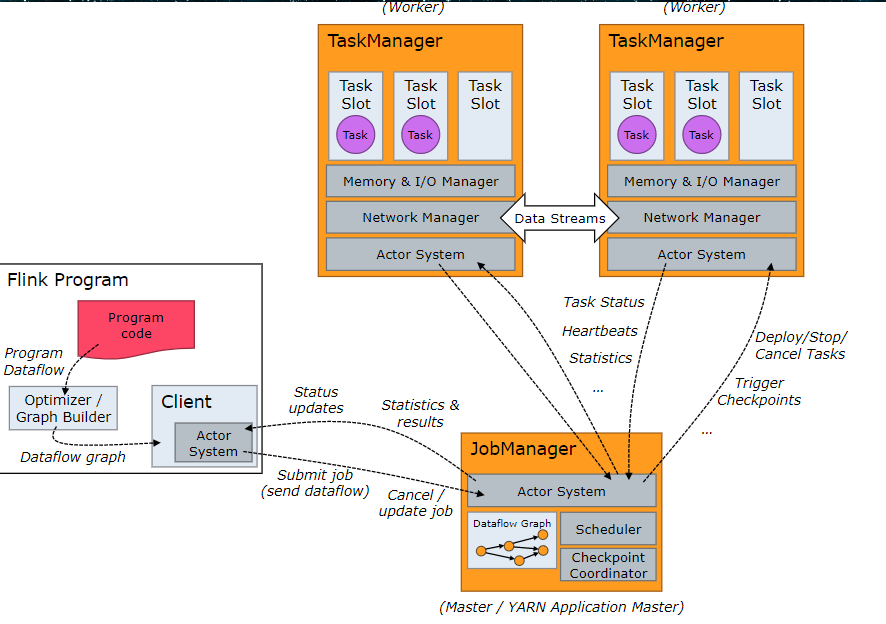 (Worker)
(Worker)
TaskManager
TaskManager
Task
Slot
Task
Slot
Task
Slot
Task
Slot
Task
Slot
Task
Slot
Task
Task
Task
Task
Memory & I/O Manager
Memory & I/O Manager
Network Manager
Data Streams
Network Manager
Actor System
Actor System
Flink Program
Program
code
Program
Dataflow
Optimizer /
Graph Builder
Dataflow graph
Client
Actor
System
Status
updates
Statistics &
results
Submit job
(send dataflow)
Cancel /
update job
Task Status
Heartbeats
Statistics
...
Deploy/Stop/
Cancel Tasks
Trigger
Checkpoints
...
JobManager
Actor System
Dataflow Graph
Scheduler
Checkpoint
Coordinator
(Master / YARN Application Master)